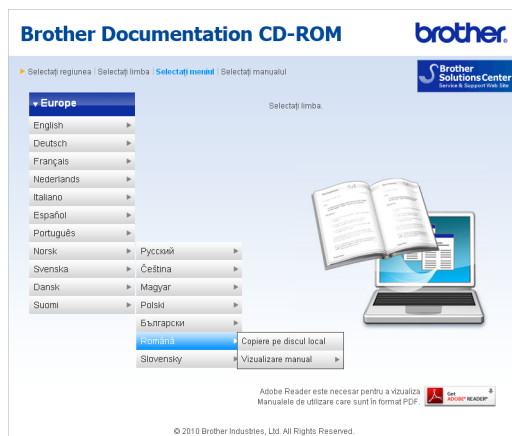 Brother Documentation CD-ROM
brother.
Selectaţi regiunea | Selectaţi limba | Selectaţi meniul | Selectaţi manualul
Brother
Solutions Center
Service & Support Web Site
Europe
Selectaţi limba.
English
Deutsch
Français
Nederlands
Italiano
Español
Português
Norsk
Русский
Svenska
Čeština
Dansk
Magyar
Suomi
Polski
Български
Română
Copiere pe discul local
Slovensky
Vizualizare manual
Adobe Reader este necesar pentru a vizualiza
Manualele de utilizare care sunt în format PDF.
Get
ADOBE® READER®
© 2010 Brother Industries, Ltd. All Rights Reserved.